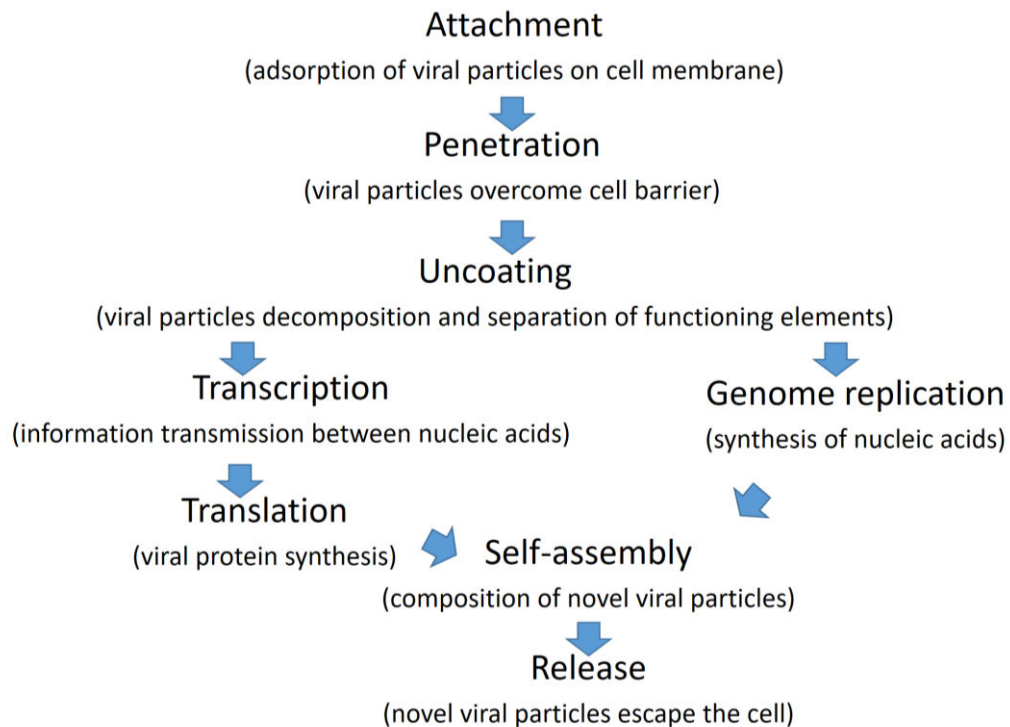 Attachment
(adsorption of viral particles on cell membrane)
Penetration
(viral particles overcome cell barrier)
Uncoating
(viral particles decomposition and separation of functioning elements)
Transcription
(information transmission between nucleic acids)
Genome replication
(synthesis of nucleic acids)
Translation
(viral protein synthesis)
Self-assembly
(composition of novel viral particles)
Release
(novel viral particles escape the cell)